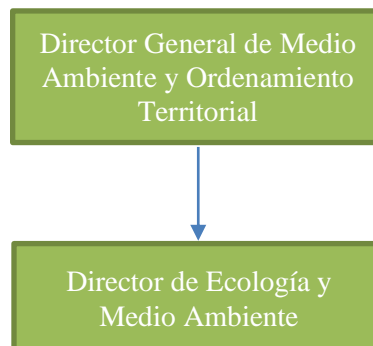 Director General de Medio
Ambiente y Ordenamiento
Territorial
Director de Ecología y
Medio Ambiente